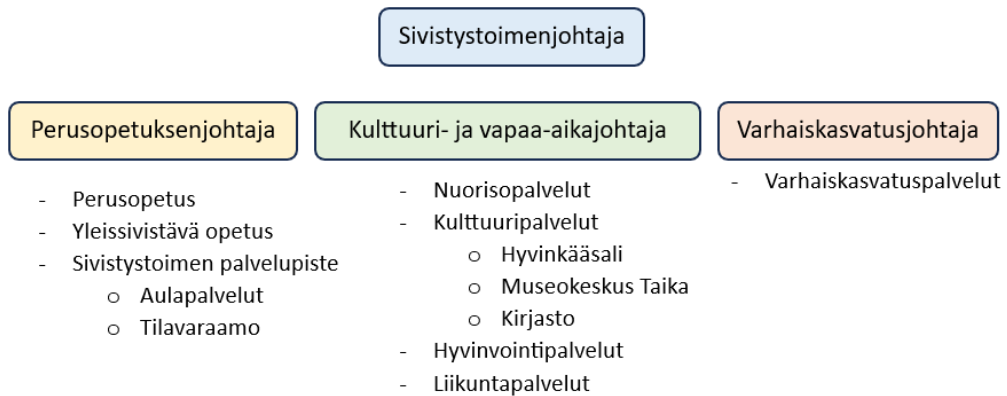 Sivistystoimenjohtaja
Perusopetuksenjohtaja
- Perusopetus
- Yleissivistävä opetus
- Sivistystoimen palvelupiste
o Aulapalvelut
o Tilavaraamo
Kulttuuri- ja vapaa-aikajohtaja
- Nuorisopalvelut
- Kulttuuripalvelut
o Hyvinkääsali
o Museokeskus Taika
o Kirjasto
- Hyvinvointipalvelut
- Liikuntapalvelut
Varhaiskasvatusjohtaja
- Varhaiskasvatuspalvelut